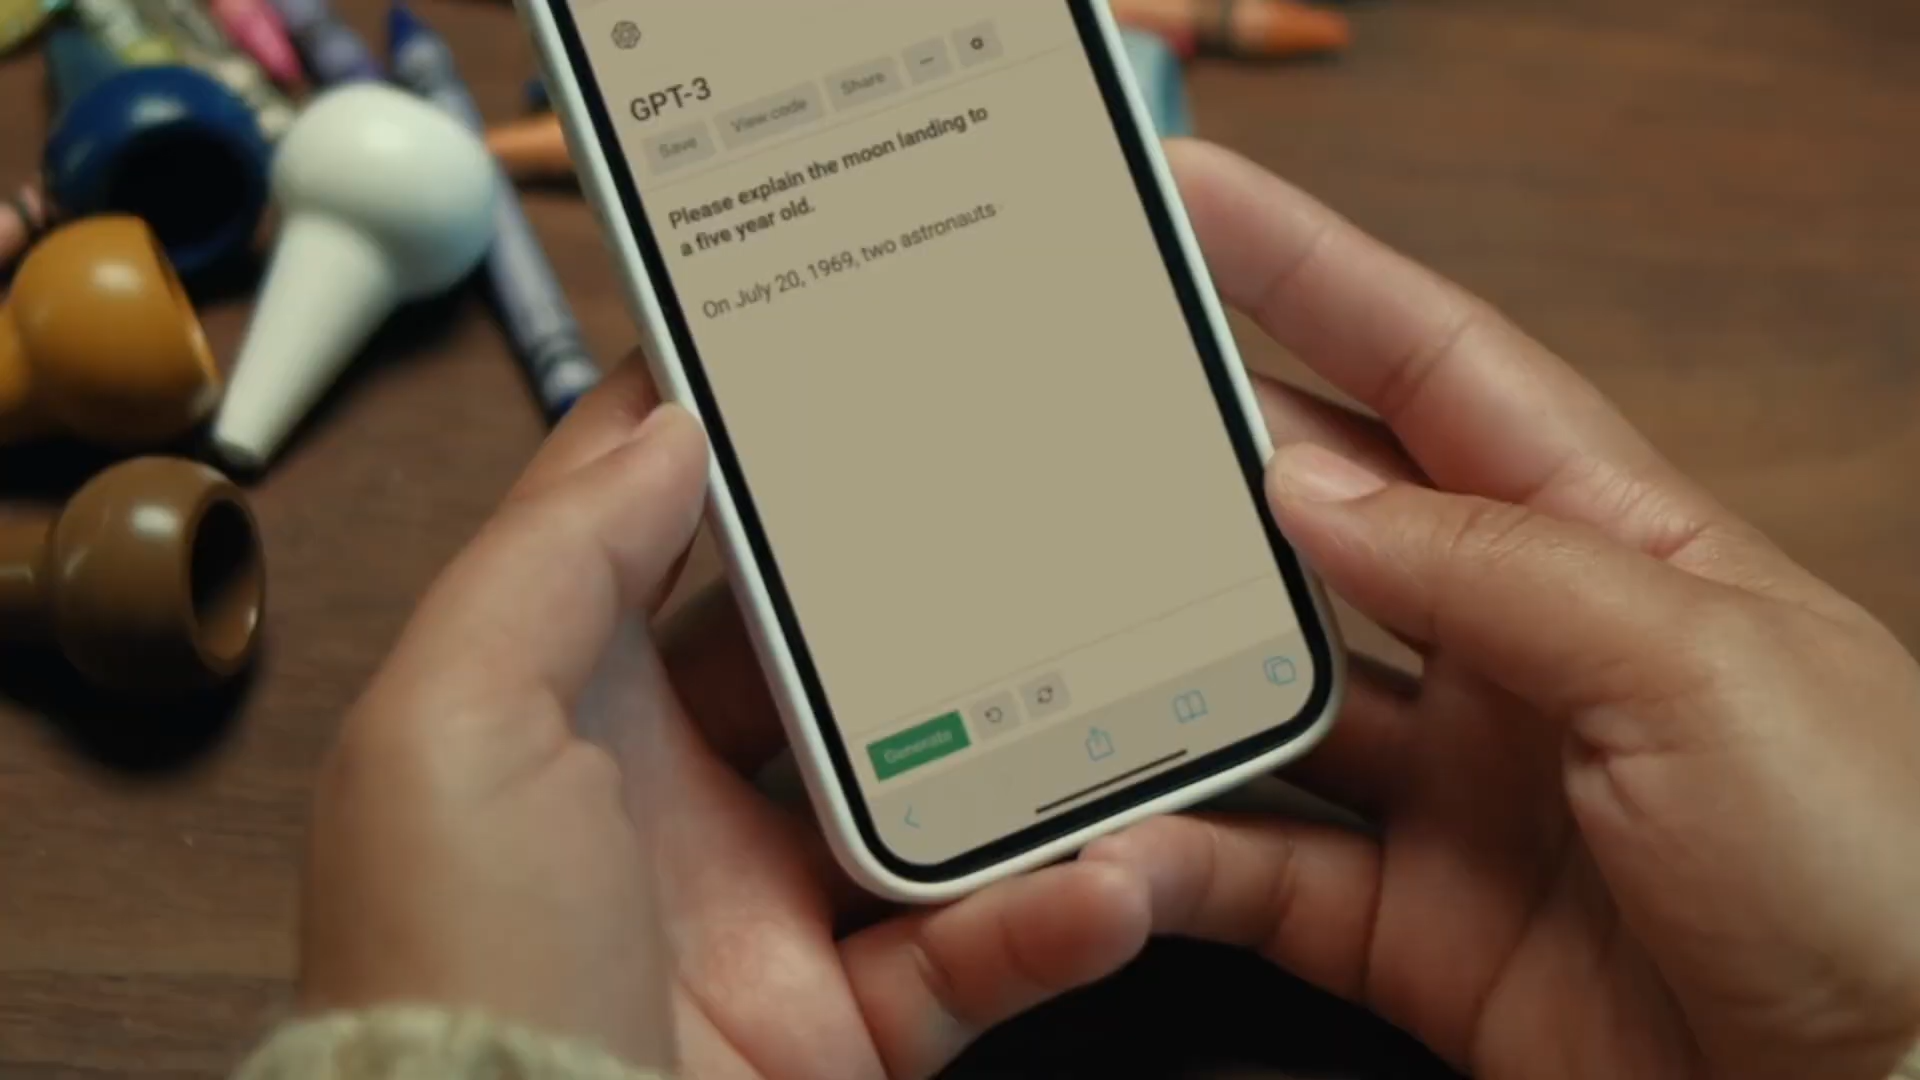 GPT-3
Save View code Share ...
Please explain the moon landing to
a five year old.
On July 20, 1969, two astronauts
Generate